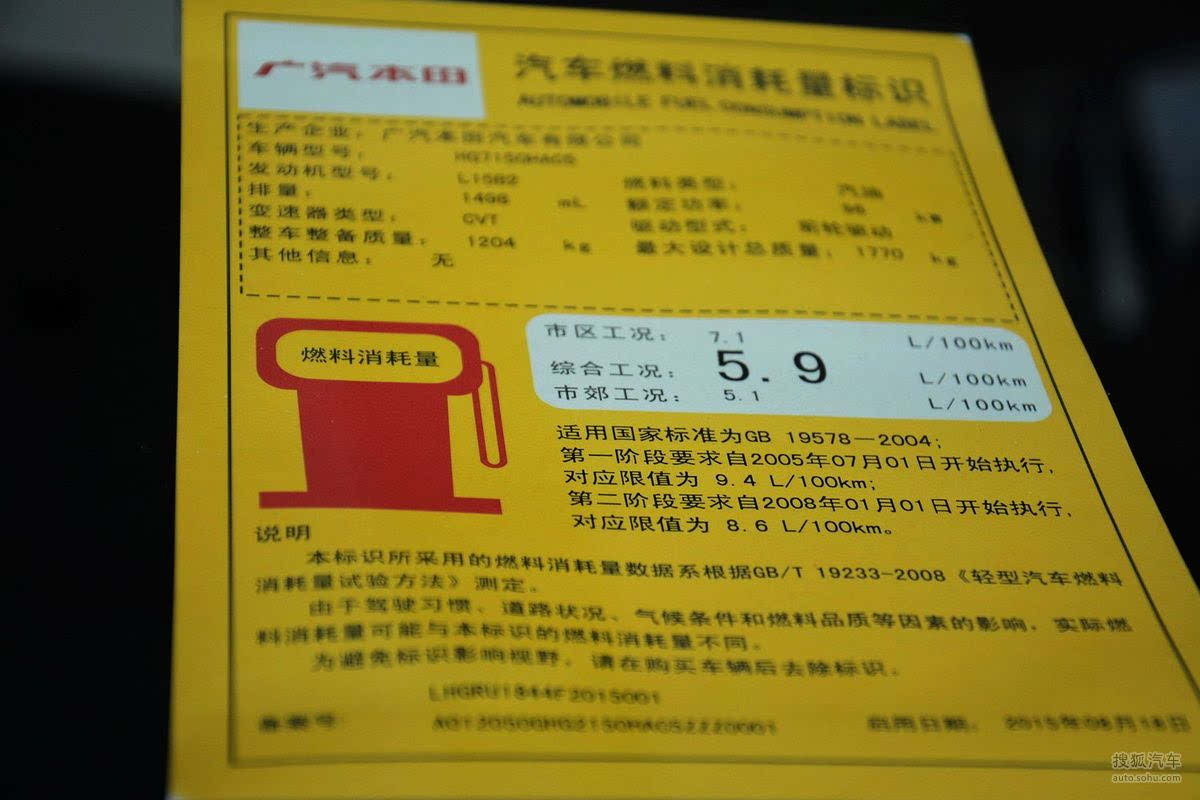 广汽本田
汽车燃料消耗量标识
AUTOMOBILE FUEL CONSUMPTION LABEL
生产企业： 广汽本田汽车有限公司
车辆型号： HG7155HAC5
发动机型号： L15B2 燃料类型： 汽油
排量： 1498 mL 额定功率： 96 kW
变速器类型： CVT 驱动型式： 前轮驱动
整车整备质量： 1204 kg 最大设计总质量： 1770 kg
其他信息： 无
燃料消耗量
市区工况： 7.1 L/100km
综合工况： 5.9 L/100km
市郊工况： 5.1 L/100km
适用国家标准为GB 19578—2004;
第一阶段要求自2005年07月01日开始执行,
对应限值为 9.4 L/100km;
第二阶段要求自2008年01月01日开始执行,
对应限值为 8.6 L/100km。
说明
本标识所采用的燃料消耗量数据系根据GB/T 19233-2008《轻型汽车燃料
消耗量试验方法》测定。
由于驾驶习惯、道路状况、气候条件和燃料品质等因素的影响，实际燃
料消耗量可能与本标识的燃料消耗量不同。
为避免标识影响视野，请在购买车辆后去除标识。
LHGRU1844F2015001
备案号: 启用日期： 2015年08月18日
搜狐汽车
auto.sohu.com